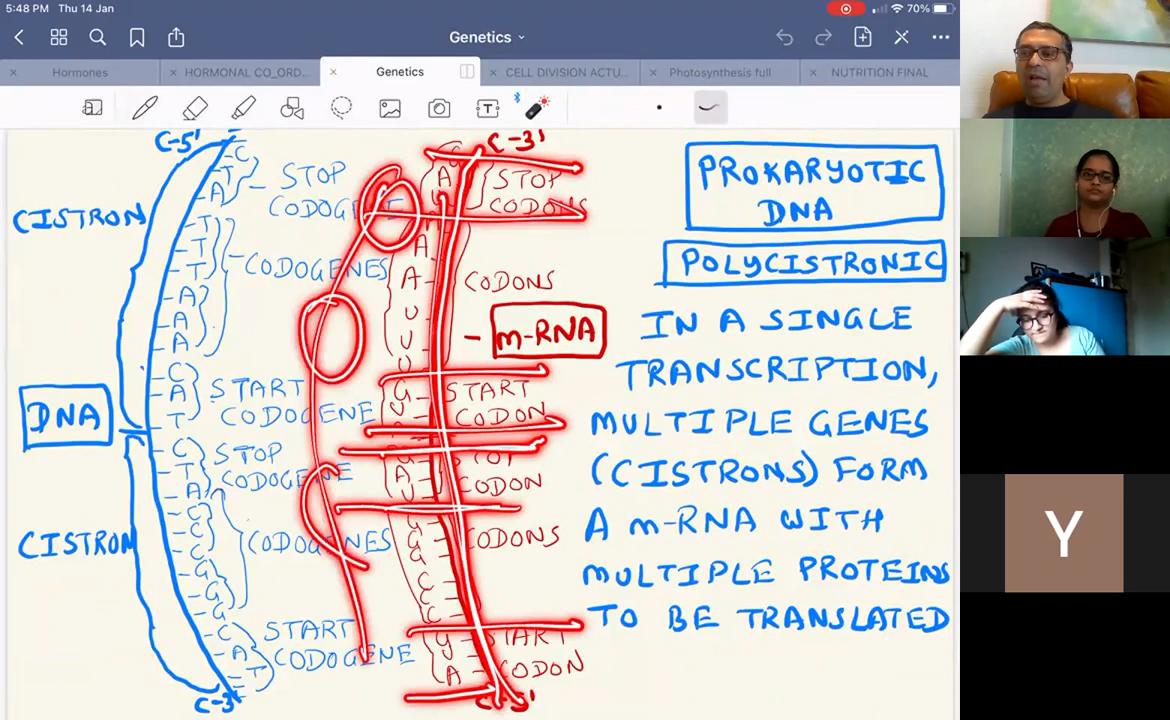 5:48 PM Thu 14 Jan
70%
Genetics
Hormones
HORMONAL CO_ORD...
Genetics
CELL DIVISION ACTU...
Photosynthesis full
NUTRITION FINAL
C-5'
C-3'
C
T
A
STOP
A
STOP
CODONS
CISTRON
T
T
T
CODOGENES
A
A
CODONS
A
A
A
U
U
U
m-RNA
C
A
T
START
CODOGENE
G
U
START
CODON
DNA
C
T
A
STOP
CODOGENE
A
U
CODON
CISTRON
C
C
C
CODOGENES
G
G
G
G
G
C
C
C
CODONS
C
A
T
START
CODOGENE
A
START
CODON
C-3'
C-5'
PROKARYOTIC
DNA
POLYCISTRONIC
IN A SINGLE
TRANSCRIPTION,
MULTIPLE GENES
(CISTRONS) FORM
A m-RNA WITH
MULTIPLE PROTEINS
TO BE TRANSLATED
Y